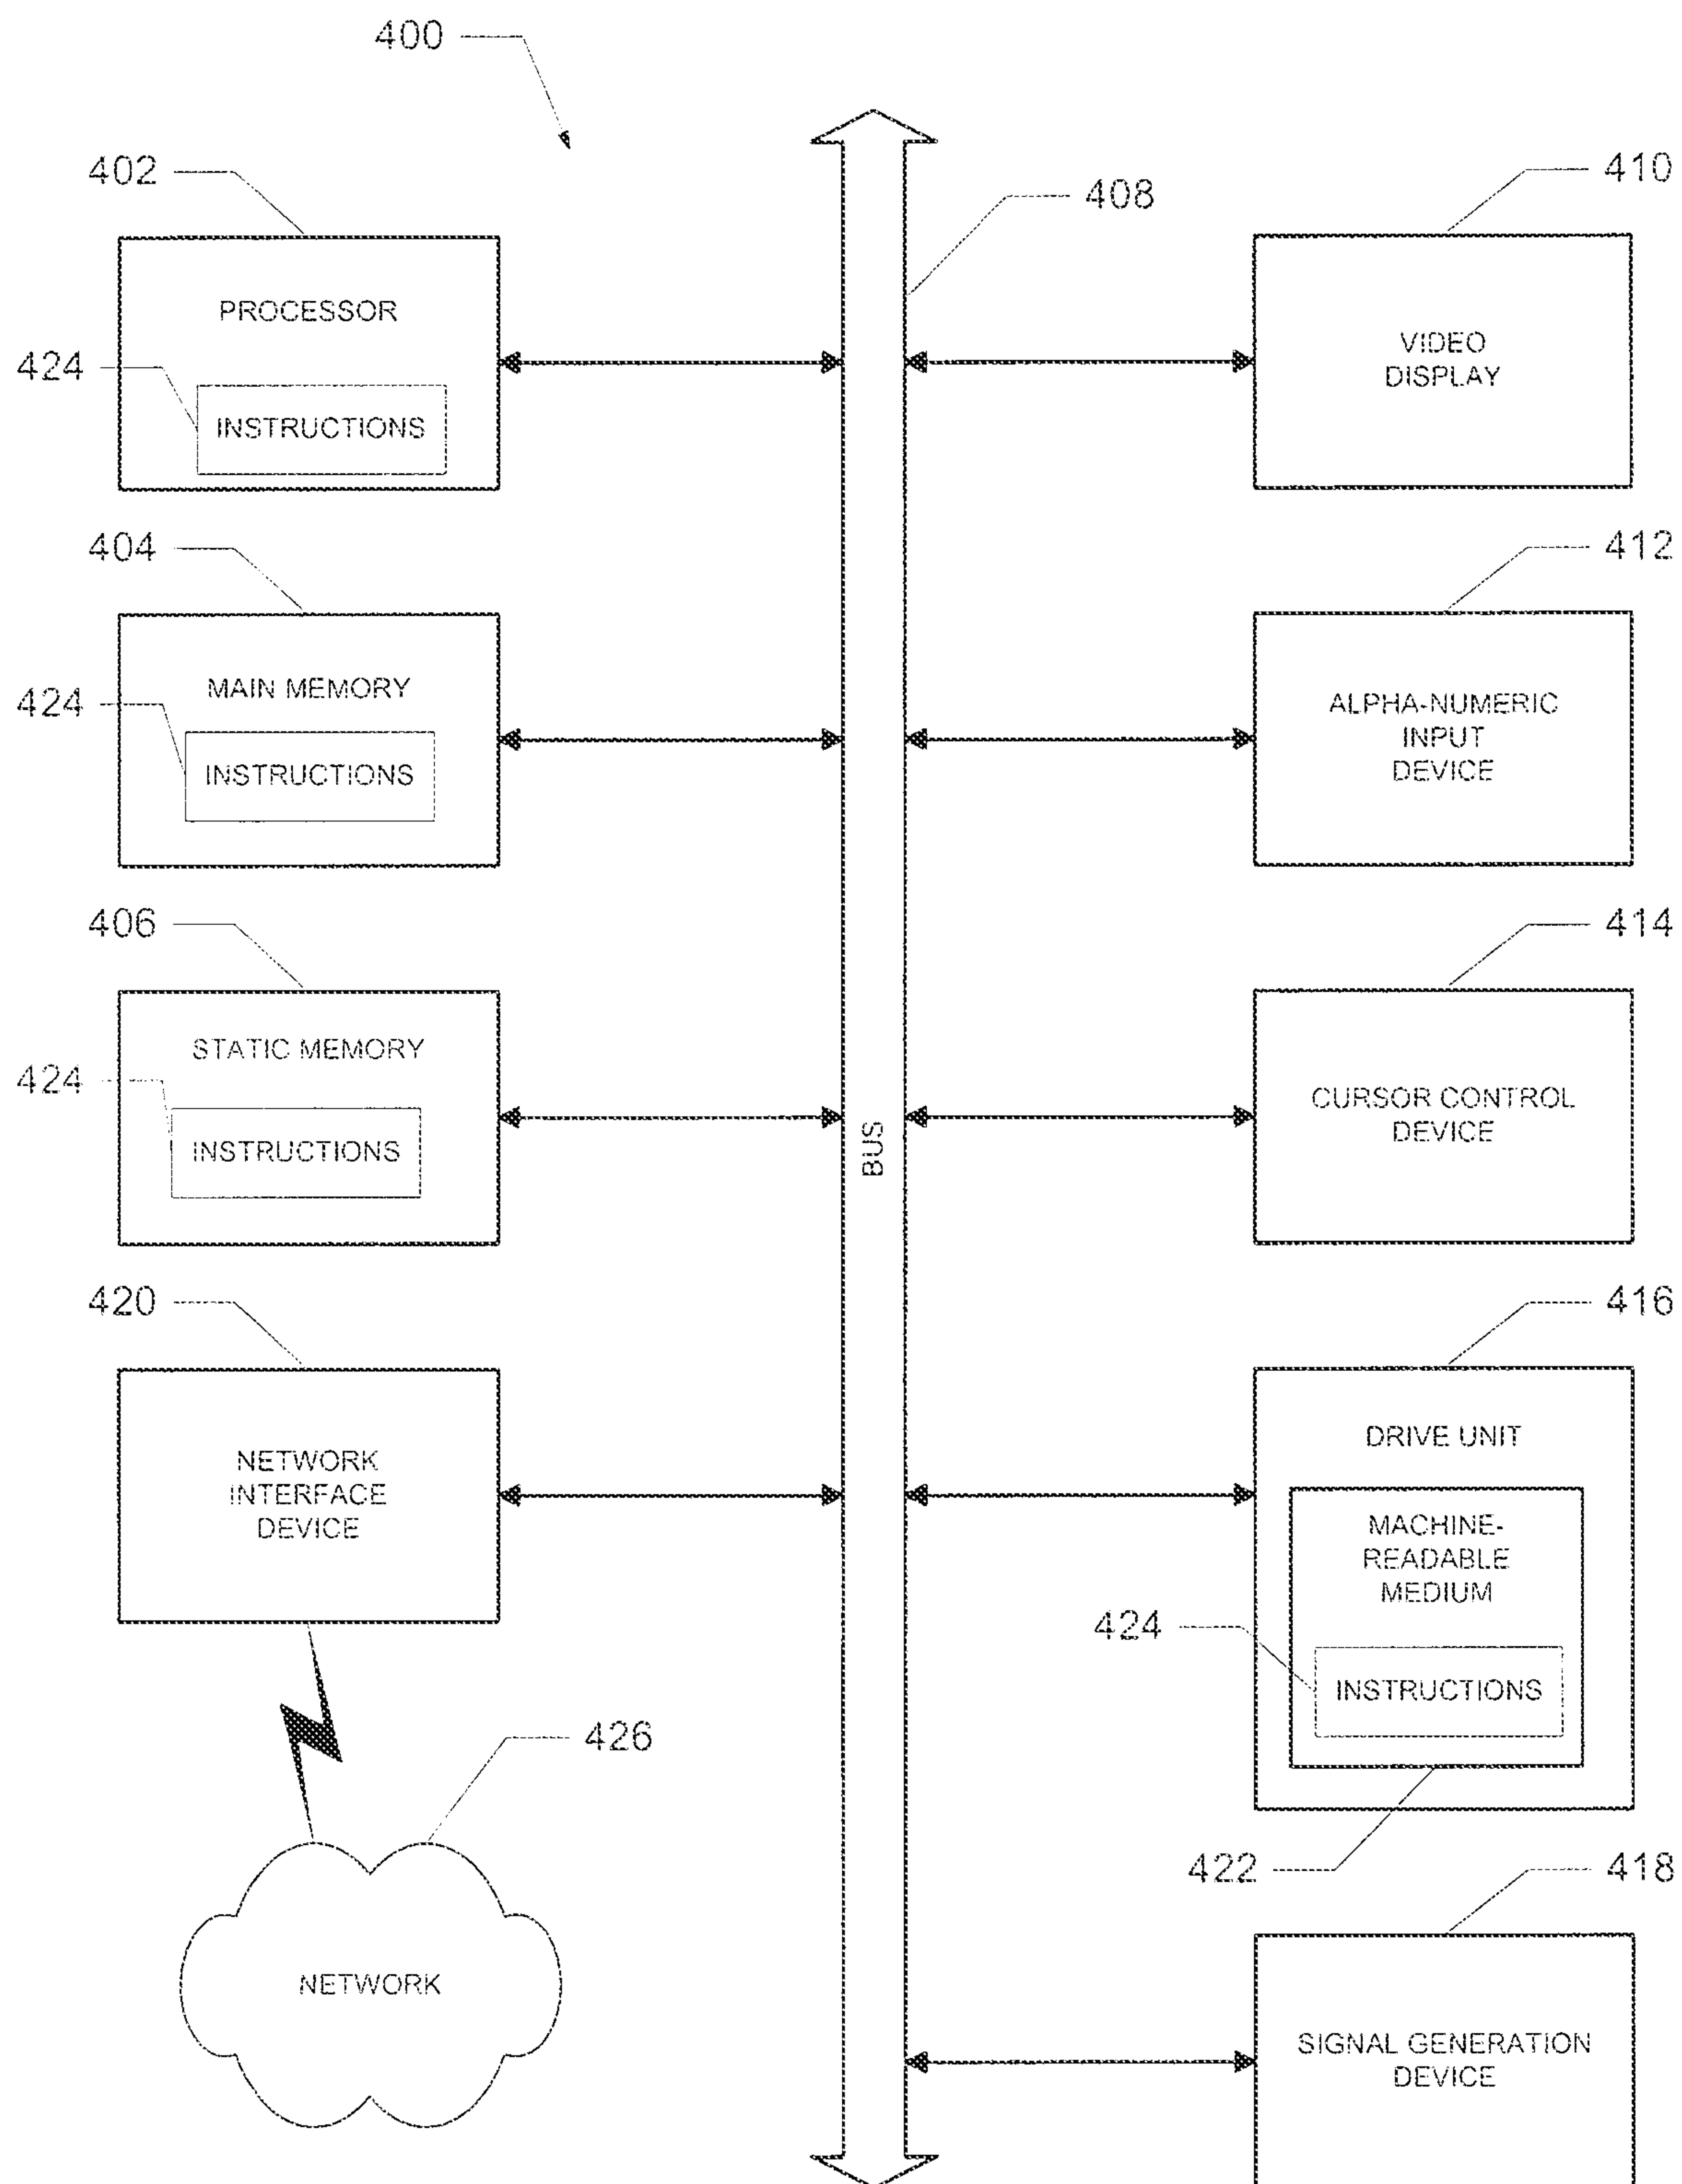 400
402
PROCESSOR
424
INSTRUCTIONS
404
MAIN MEMORY
424
INSTRUCTIONS
406
STATIC MEMORY
424
INSTRUCTIONS
420
NETWORK
INTERFACE
DEVICE
426
NETWORK
408
BUS
410
VIDEO
DISPLAY
412
ALPHA-NUMERIC
INPUT
DEVICE
414
CURSOR CONTROL
DEVICE
416
DRIVE UNIT
MACHINE-
READABLE
MEDIUM
424
INSTRUCTIONS
422
418
SIGNAL GENERATION
DEVICE